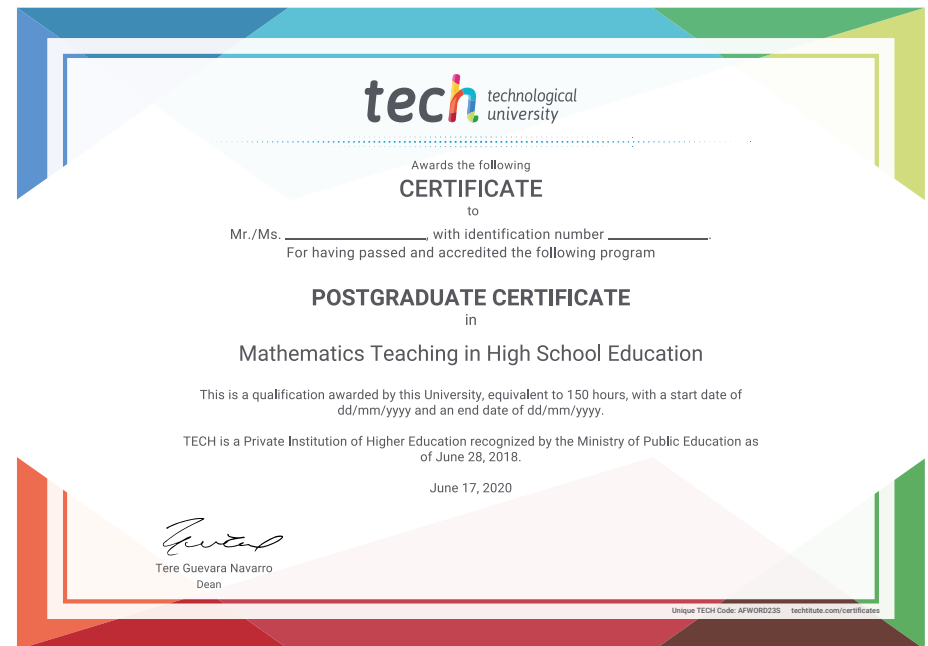 tech technological
university
Awards the following
CERTIFICATE
to
Mr./Ms. ____________________, with identification number ______________.
For having passed and accredited the following program
POSTGRADUATE CERTIFICATE
in
Mathematics Teaching in High School Education
This is a qualification awarded by this University, equivalent to 150 hours, with a start date of
dd/mm/yyyy and an end date of dd/mm/yyyy.
TECH is a Private Institution of Higher Education recognized by the Ministry of Public Education as
of June 28, 2018.
June 17, 2020
Tere Guevara Navarro
Dean
Unique TECH Code: AFWORD23S techtitute.com/certificates